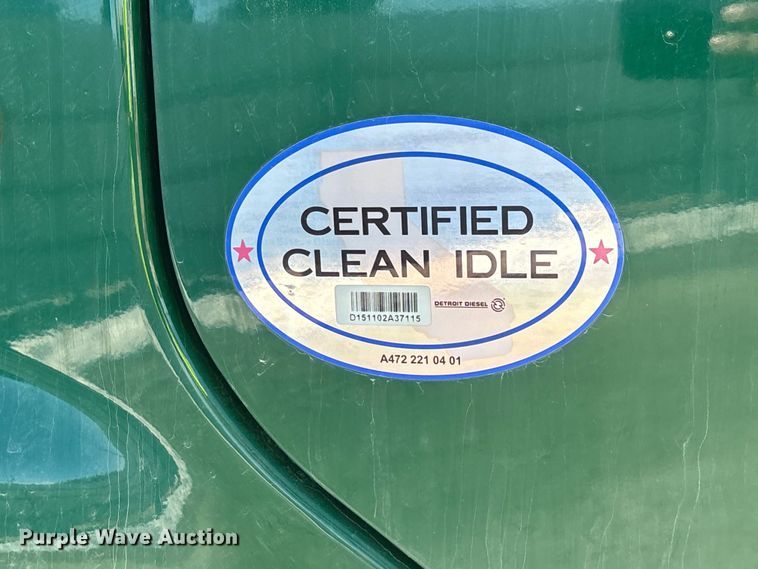 CERTIFIED
CLEAN IDLE
D151102A37115
DETROIT DIESEL
A472 221 04 01
Purple Wave Auction